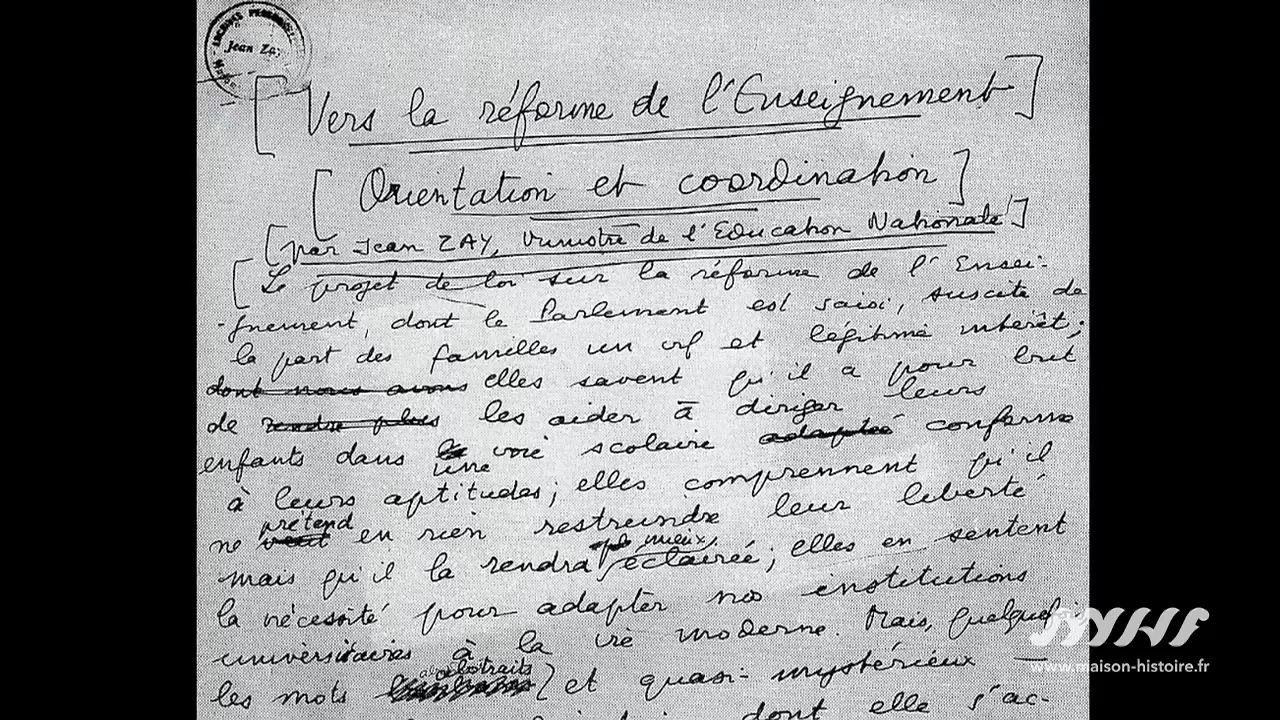 Jean Zay
[Vers la réforme de l'Enseignement]
[Orientation et coordination]
[par Jean ZAY, Ministre de l'Education Nationale]
[Le projet de loi sur la réforme de l'Ensei-
-gnement, dont le Parlement est saisi, suscite de
la part des familles un vif et légitime intérêt;
dont nous avons elles savent qu'il a pour but
de rendre plus les aider à diriger leurs
enfants dans la une voie scolaire adaptée conforme
à leurs aptitudes; elles comprennent qu'il
ne veut prétend en rien restreindre leur liberté
mais qu'il la rendra mieux éclairée; elles en sentent
la nécessité pour adapter nos institutions
universitaires à la vie moderne. Mais, quelquefois
les mots abstraits] et quasi-mystérieux
dont elle s'ac-
MHF
www.maison-histoire.fr